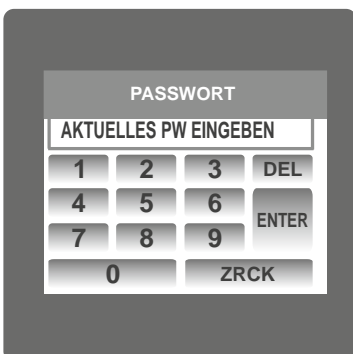 PASSWORT
AKTUELLES PW EINGEBEN
1 2 3 DEL
4 5 6 ENTER
7 8 9
0 ZRCK